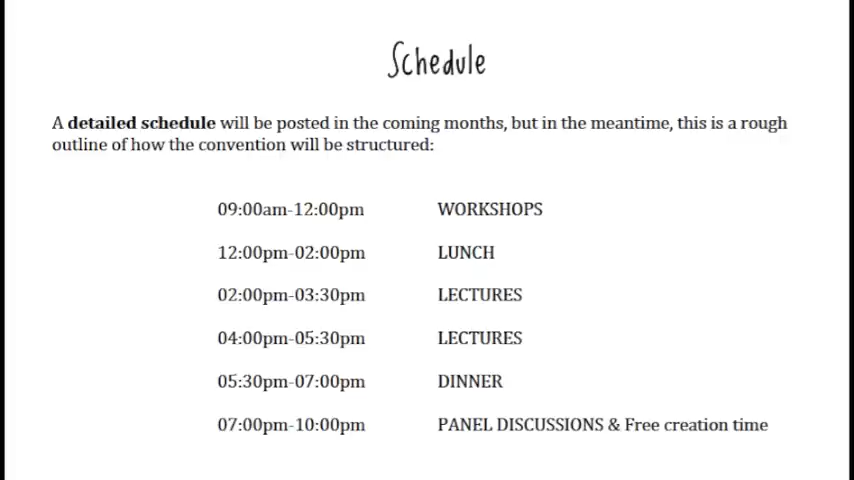 Schedule
A detailed schedule will be posted in the coming months, but in the meantime, this is a rough
outline of how the convention will be structured:
09:00am-12:00pm WORKSHOPS
12:00pm-02:00pm LUNCH
02:00pm-03:30pm LECTURES
04:00pm-05:30pm LECTURES
05:30pm-07:00pm DINNER
07:00pm-10:00pm PANEL DISCUSSIONS & Free creation time